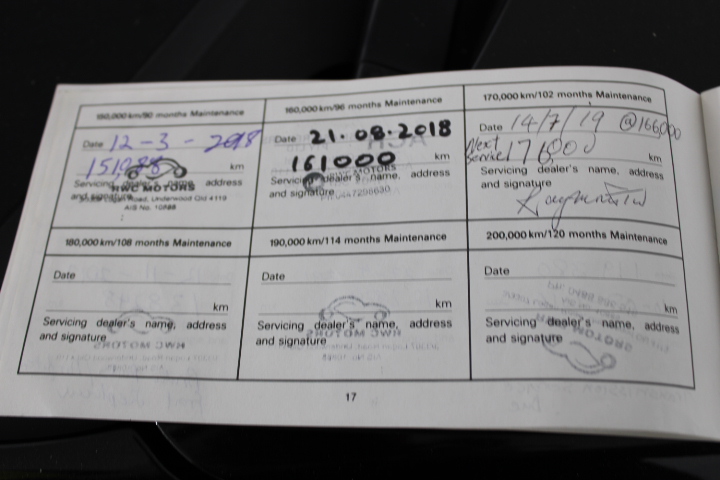 150,000 km/90 months Maintenance
Date 12-3-2018
km
Servicing dealer's name, address
and signature
RWC MOTORS
Road, Underwood Qld 4119
160,000 km/96 months Maintenance
Date 21.08.2018
161000 km
Servicing dealer's name, address
and signature
170,000 km/102 months Maintenance
Date 14/7/19 @166000
Next
Service 176000 km
Servicing dealer's name, address
and signature
180,000 km/108 months Maintenance
Date
km
Servicing dealer's name, address
and signature
190,000 km/114 months Maintenance
Date
km
Servicing dealer's name, address
and signature
200,000 km/120 months Maintenance
Date
km
Servicing dealer's name, address
and signature
17